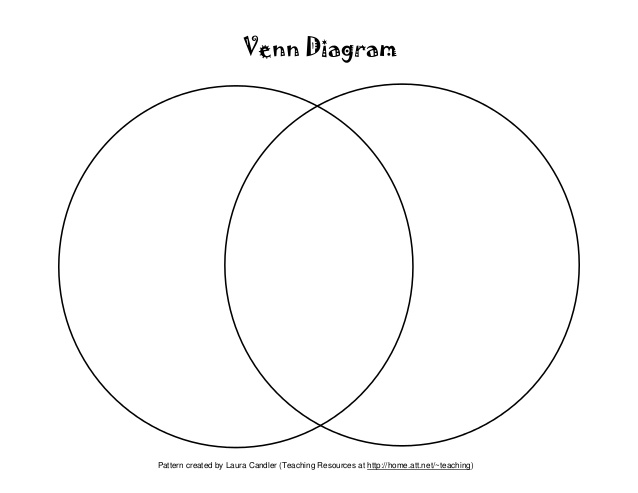 Venn Diagram
Pattern created by Laura Candler (Teaching Resources at http://home.att.net/~teaching)